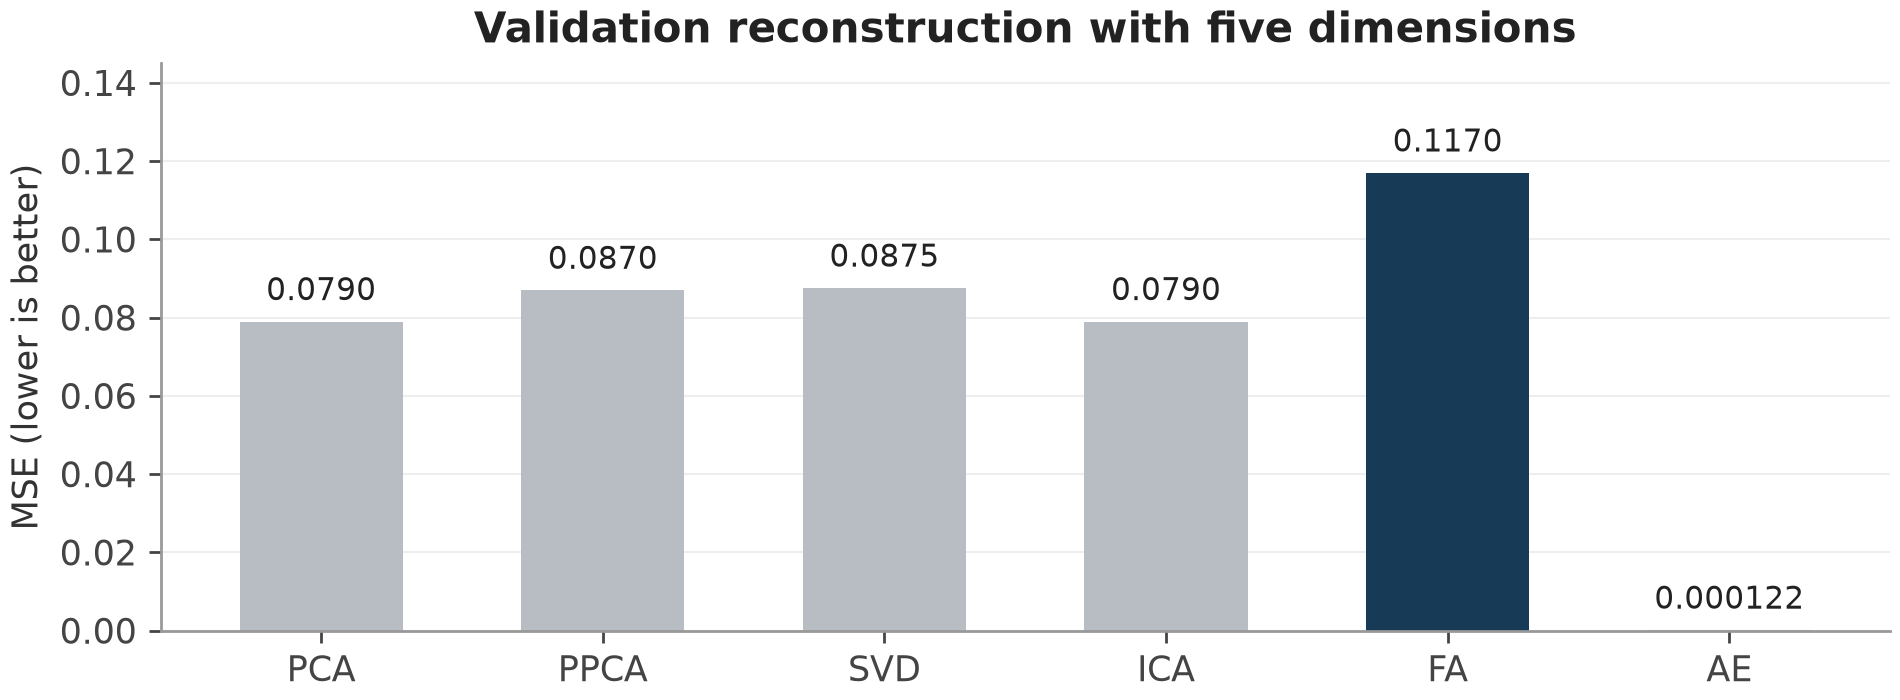 Validation reconstruction with five dimensions
MSE (lower is better)
0.14
0.12
0.10
0.08
0.06
0.04
0.02
0.00
0.0790
0.0870
0.0875
0.0790
0.1170
0.000122
PCA
PPCA
SVD
ICA
FA
AE